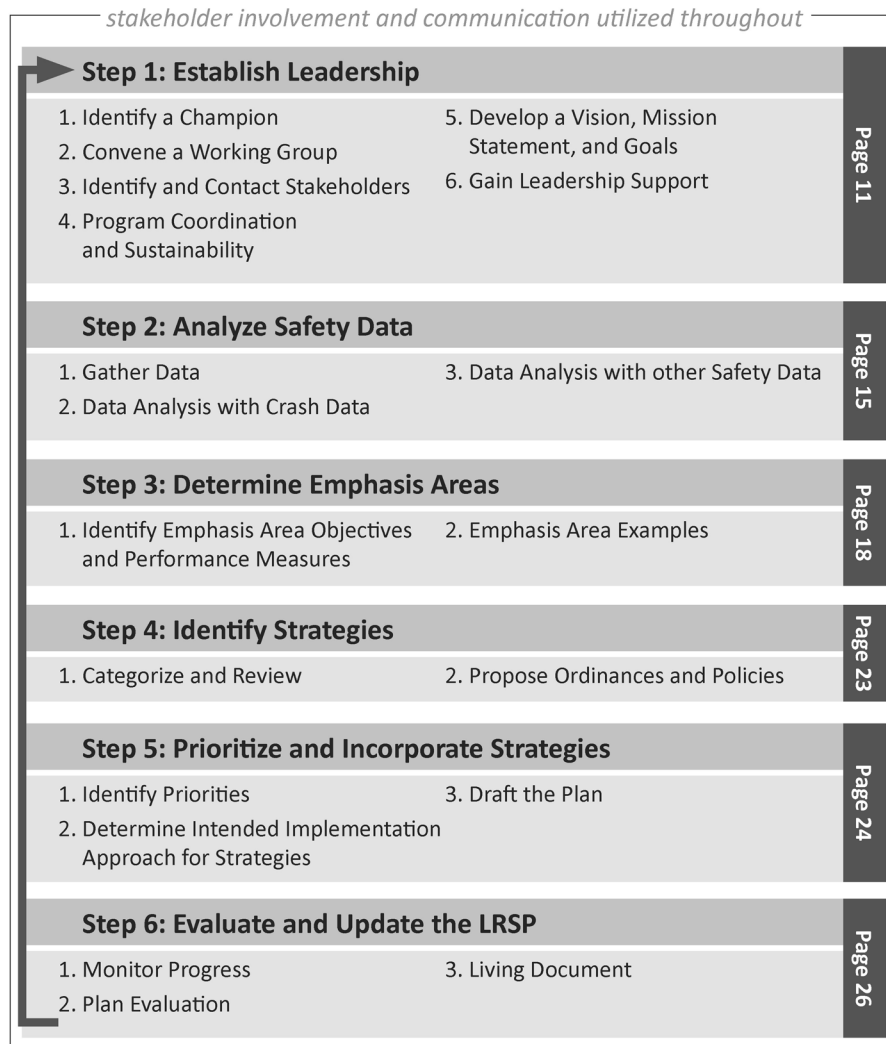 stakeholder involvement and communication utilized throughout
Step 1: Establish Leadership
1. Identify a Champion
2. Convene a Working Group
3. Identify and Contact Stakeholders
4. Program Coordination
and Sustainability
5. Develop a Vision, Mission
Statement, and Goals
6. Gain Leadership Support
Page 11
Step 2: Analyze Safety Data
1. Gather Data
2. Data Analysis with Crash Data
3. Data Analysis with other Safety Data
Page 15
Step 3: Determine Emphasis Areas
1. Identify Emphasis Area Objectives
and Performance Measures
2. Emphasis Area Examples
Page 18
Step 4: Identify Strategies
1. Categorize and Review
2. Propose Ordinances and Policies
Page 23
Step 5: Prioritize and Incorporate Strategies
1. Identify Priorities
2. Determine Intended Implementation
Approach for Strategies
3. Draft the Plan
Page 24
Step 6: Evaluate and Update the LRSP
1. Monitor Progress
2. Plan Evaluation
3. Living Document
Page 26